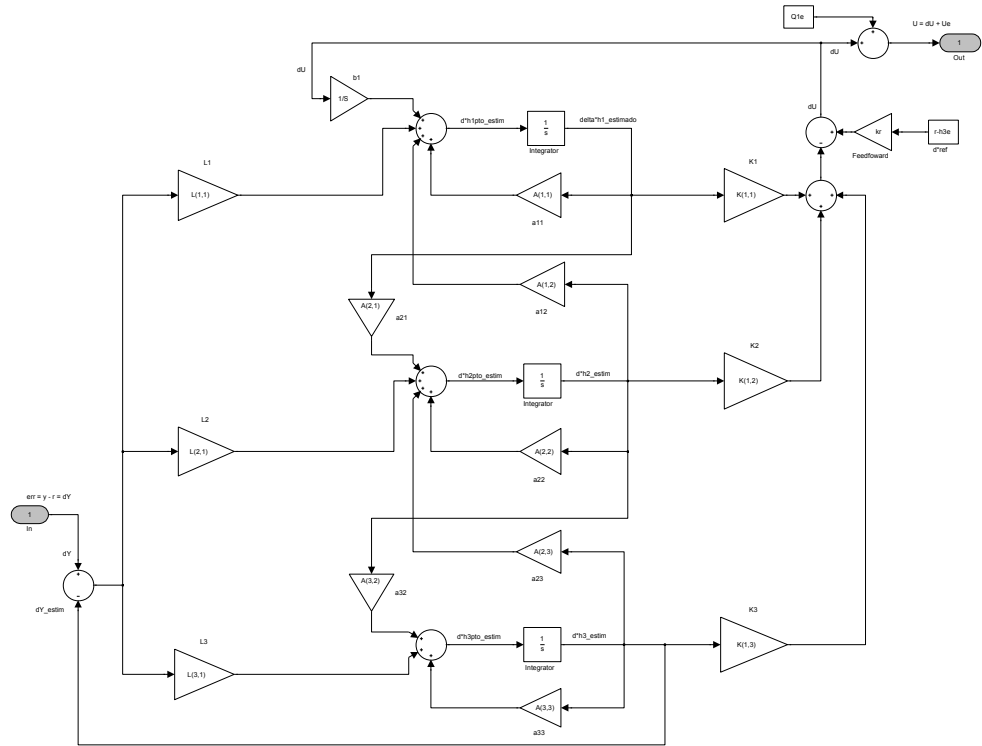 Q1e
U = dU + Ue
+
+
dU
1
Out
dU
b1
1/S
dU
d*h1pto_estim
1
s
Integrator
delta*h1_estimado
+
+
+
+
+
-
kr
Feedfoward
r-h3e
d*ref
L1
L(1,1)
A(1,1)
a11
K1
K(1,1)
+
+
+
A(2,1)
a21
A(1,2)
a12
K2
K(1,2)
+
+
+
+
d*h2pto_estim
1
s
Integrator
d*h2_estim
L2
L(2,1)
A(2,2)
a22
err = y - r = dY
1
In
dY
+
-
dY_estim
A(2,3)
a23
A(3,2)
a32
K3
K(1,3)
+
+
+
d*h3pto_estim
1
s
Integrator
d*h3_estim
L3
L(3,1)
A(3,3)
a33